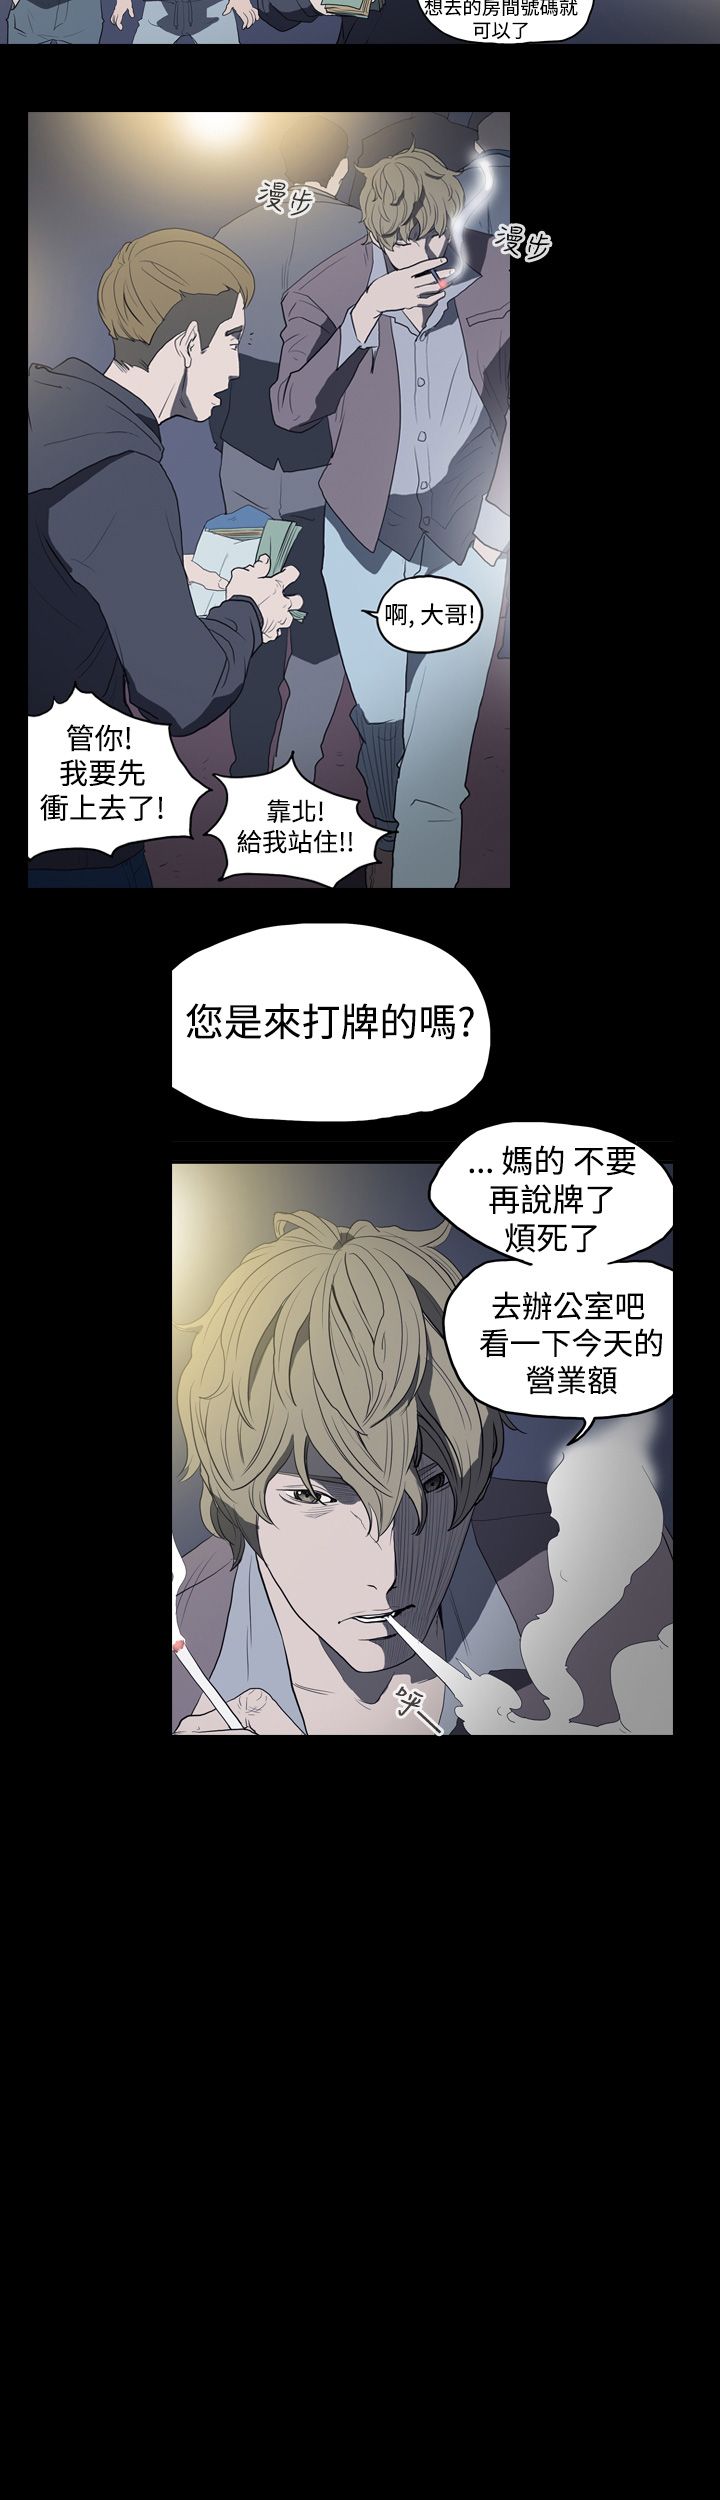 想去的房間號碼就
可以了
漫步
漫步
啊, 大哥!
管你!
我要先
衝上去了!
靠北!
給我站住!!
您是來打牌的嗎?
... 媽的 不要
再說牌了
煩死了
去辦公室吧
看一下今天的
營業額
呼—